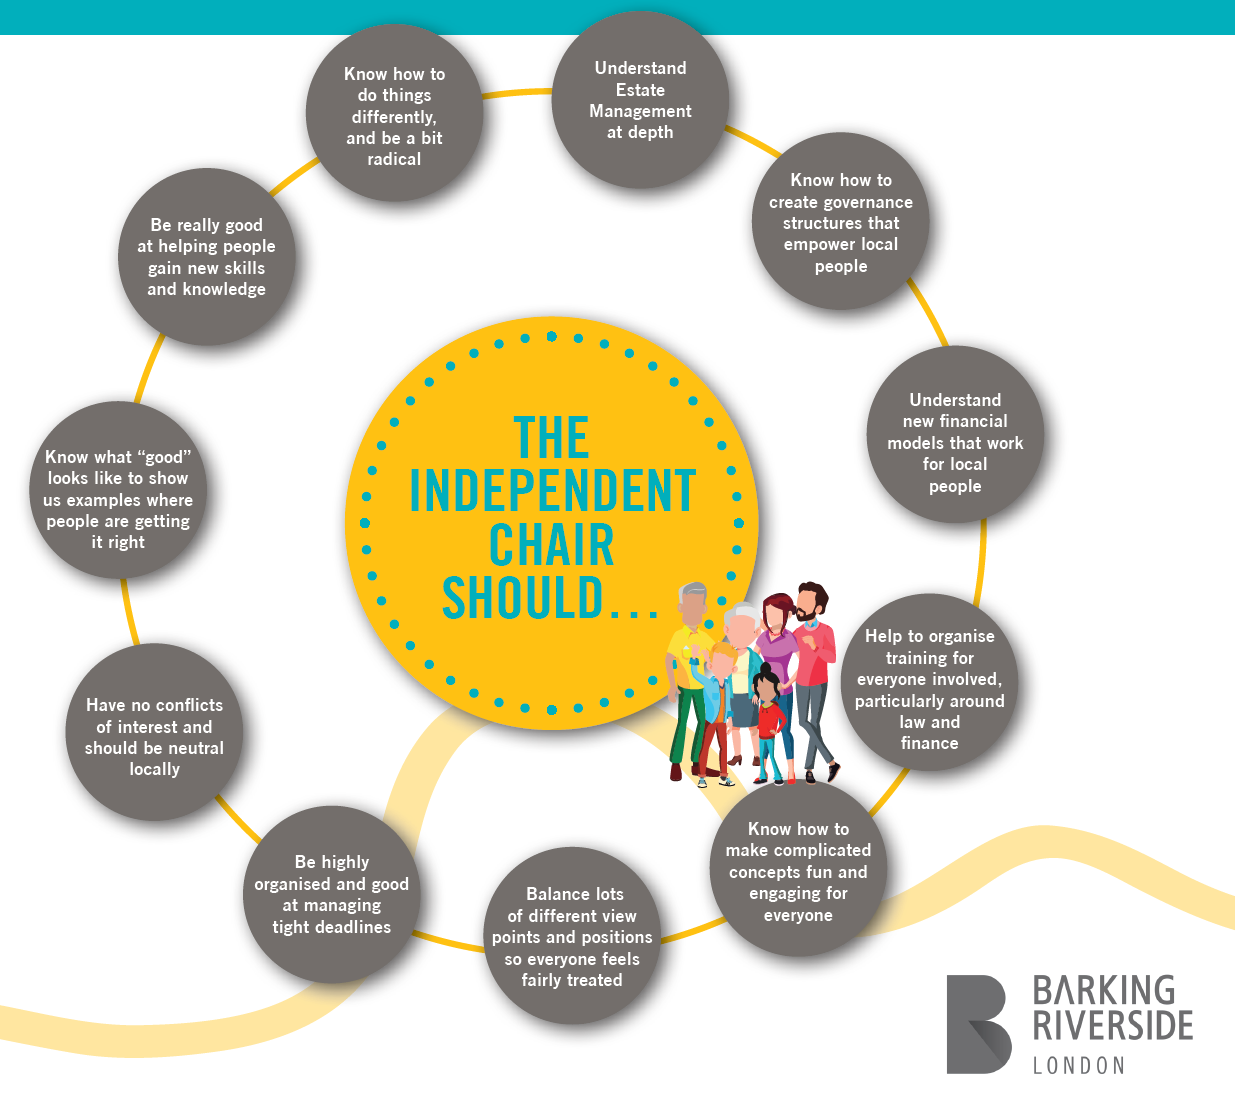 THE
INDEPENDENT
CHAIR
SHOULD...
Understand
Estate
Management
at depth
Know how to
create governance
structures that
empower local
people
Understand
new financial
models that work
for local
people
Help to organise
training for
everyone involved,
particularly around
law and
finance
Know how to
make complicated
concepts fun and
engaging for
everyone
Balance lots
of different view
points and positions
so everyone feels
fairly treated
Be highly
organised and good
at managing
tight deadlines
Have no conflicts
of interest and
should be neutral
locally
Know what “good”
looks like to show
us examples where
people are getting
it right
Be really good
at helping people
gain new skills
and knowledge
Know how to
do things
differently,
and be a bit
radical
BARKING
RIVERSIDE
LONDON